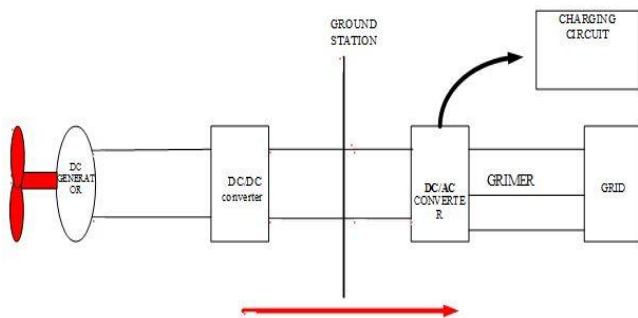 GROUND
STATION
CHARGING
CIRCUIT
DC
GENERAT
OR
DC/DC
converter
DC/AC
CONVERTE
R
GRIMER
GRID